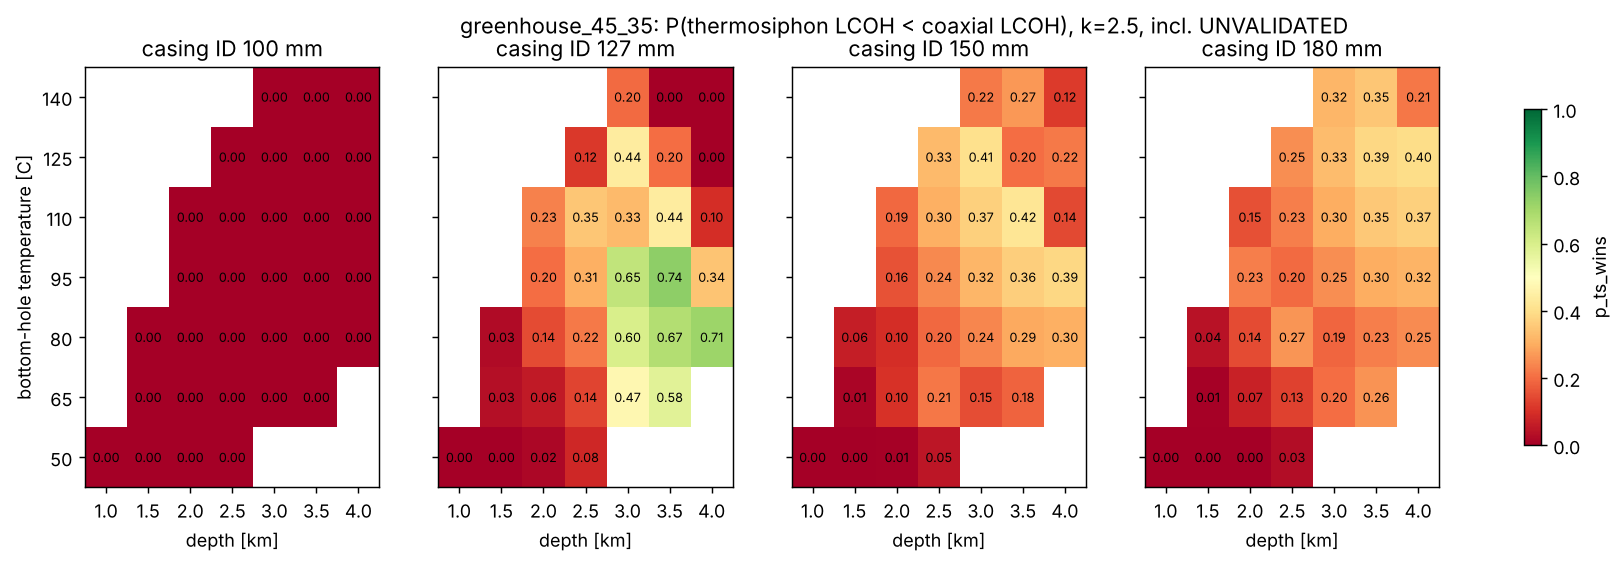 greenhouse_45_35: P(thermosiphon LCOH < coaxial LCOH), k=2.5, incl. UNVALIDATED
casing ID 100 mm casing ID 127 mm casing ID 150 mm casing ID 180 mm
140 0.00 0.00 0.00 0.20 0.00 0.00 0.22 0.27 0.12 0.32 0.35 0.21 1.0
125 0.00 0.00 0.00 0.00 0.12 0.44 0.20 0.00 0.33 0.41 0.20 0.22 0.25 0.33 0.39 0.40 0.8
110 0.00 0.00 0.00 0.00 0.00 0.23 0.35 0.33 0.44 0.10 0.19 0.30 0.37 0.42 0.14 0.15 0.23 0.30 0.35 0.37 0.6
95 0.00 0.00 0.00 0.00 0.00 0.20 0.31 0.65 0.74 0.34 0.16 0.24 0.32 0.36 0.39 0.23 0.20 0.25 0.30 0.32
80 0.00 0.00 0.00 0.00 0.00 0.00 0.03 0.14 0.22 0.60 0.67 0.71 0.06 0.10 0.20 0.24 0.29 0.30 0.04 0.14 0.27 0.19 0.23 0.25 0.4
65 0.00 0.00 0.00 0.00 0.00 0.03 0.06 0.14 0.47 0.58 0.01 0.10 0.21 0.15 0.18 0.01 0.07 0.13 0.20 0.26 0.2
50 0.00 0.00 0.00 0.00 0.00 0.00 0.02 0.08 0.00 0.00 0.01 0.05 0.00 0.00 0.00 0.03 0.0
bottom-hole temperature [C]
p_ts_wins
1.0 1.5 2.0 2.5 3.0 3.5 4.0 1.0 1.5 2.0 2.5 3.0 3.5 4.0 1.0 1.5 2.0 2.5 3.0 3.5 4.0 1.0 1.5 2.0 2.5 3.0 3.5 4.0
depth [km] depth [km] depth [km] depth [km]